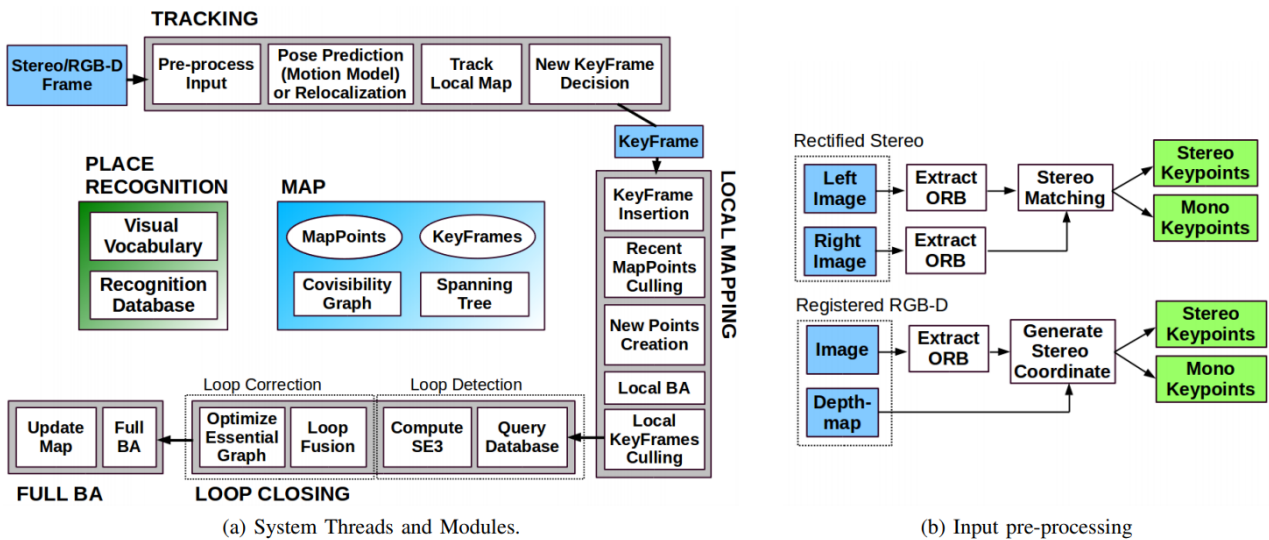 TRACKING
Stereo/RGB-D
Frame
Pre-process
Input
Pose Prediction
(Motion Model)
or Relocalization
Track
Local Map
New KeyFrame
Decision
KeyFrame
PLACE
RECOGNITION
Visual
Vocabulary
Recognition
Database
MAP
MapPoints
KeyFrames
Covisibility
Graph
Spanning
Tree
LOCAL MAPPING
KeyFrame
Insertion
Recent
MapPoints
Culling
New Points
Creation
Local BA
Local
KeyFrames
Culling
Loop Correction
Loop Detection
Update
Map
Full
BA
Optimize
Essential
Graph
Loop
Fusion
Compute
SE3
Query
Database
FULL BA
LOOP CLOSING
(a) System Threads and Modules.
Rectified Stereo
Left
Image
Extract
ORB
Stereo
Matching
Stereo
Keypoints
Mono
Keypoints
Right
Image
Extract
ORB
Registered RGB-D
Image
Extract
ORB
Generate
Stereo
Coordinate
Stereo
Keypoints
Mono
Keypoints
Depth-
map
(b) Input pre-processing